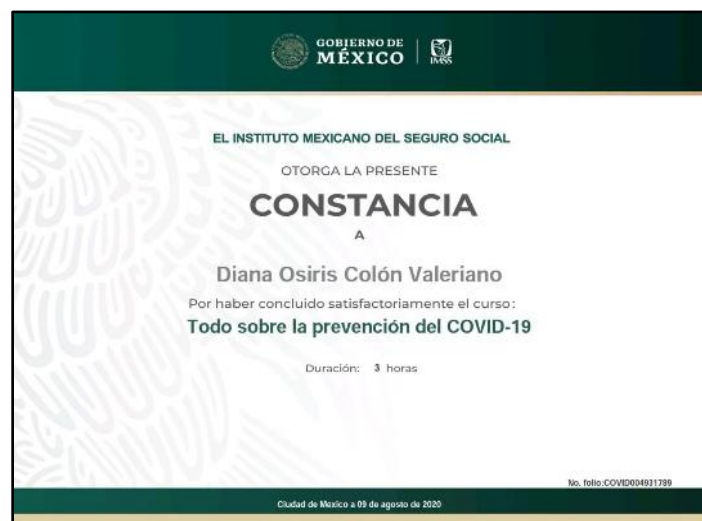 GOBIERNO DE
MÉXICO
IMSS
EL INSTITUTO MEXICANO DEL SEGURO SOCIAL
OTORGA LA PRESENTE
CONSTANCIA
A
Diana Osiris Colón Valeriano
Por haber concluido satisfactoriamente el curso:
Todo sobre la prevención del COVID-19
Duración: 3 horas
No. folio:COVID004931789
Ciudad de Mexico a 09 de agosto de 2020